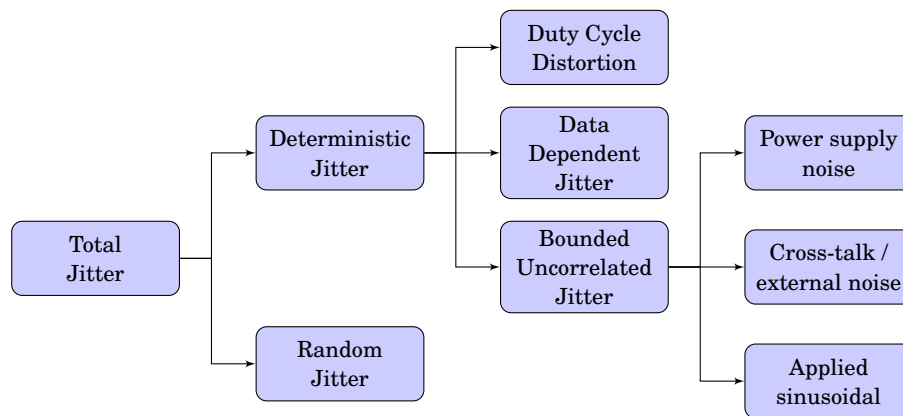 Total
Jitter
Deterministic
Jitter
Random
Jitter
Duty Cycle
Distortion
Data
Dependent
Jitter
Bounded
Uncorrelated
Jitter
Power supply
noise
Cross-talk /
external noise
Applied
sinusoidal